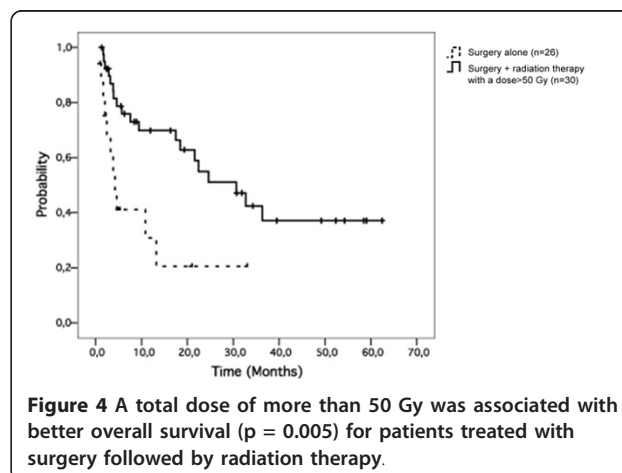 1,0
0,8
0,6
0,4
0,2
0,0
Probability
0,0 10,0 20,0 30,0 40,0 50,0 60,0 70,0
Time (Months)
Surgery alone (n=26)
Surgery + radiation therapy
with a dose>50 Gy (n=30)
Figure 4 A total dose of more than 50 Gy was associated with
better overall survival (p = 0.005) for patients treated with
surgery followed by radiation therapy.